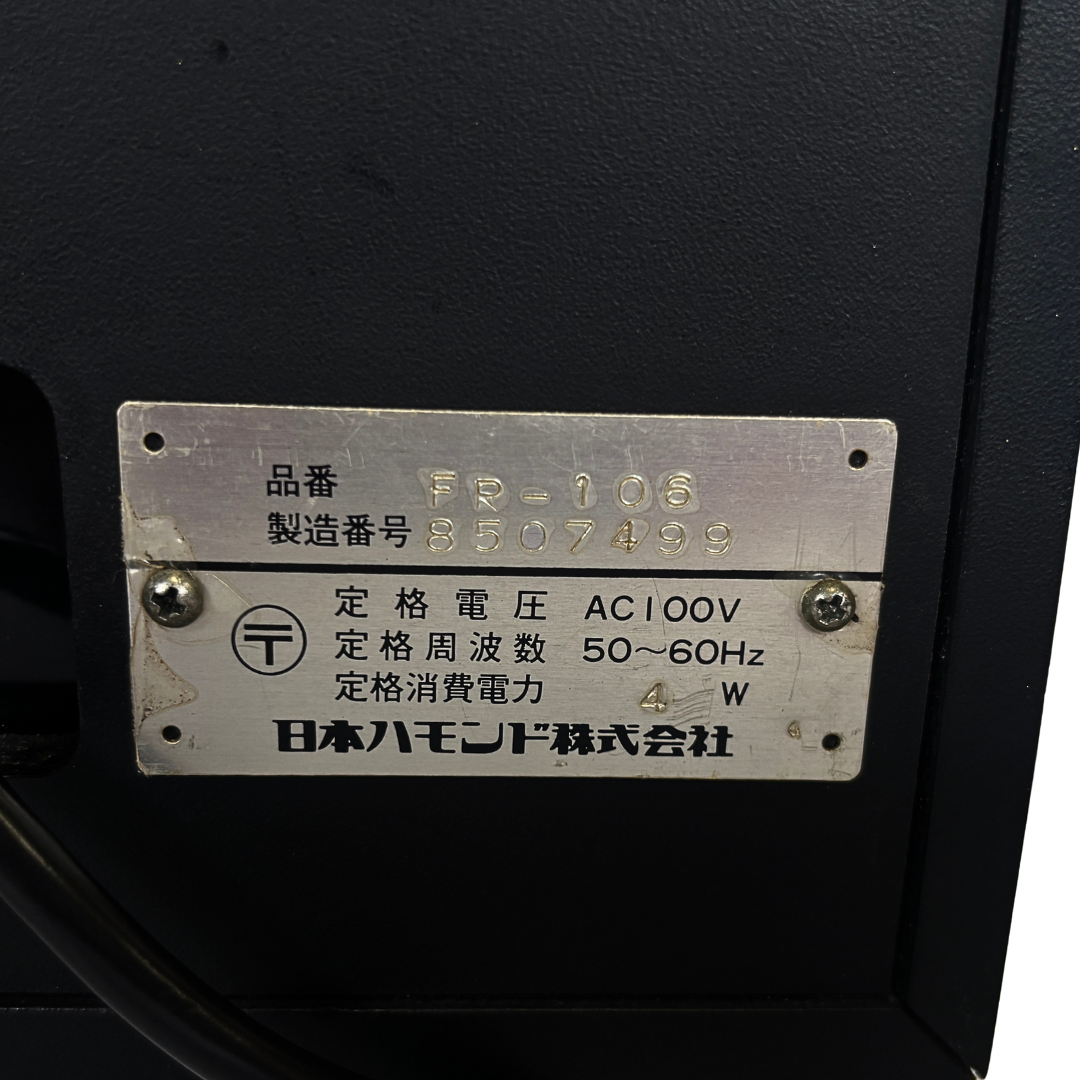 品番 FR-106
製造番号 8507499
〒 定格電圧 AC100V
定格周波数 50~60Hz
定格消費電力 4 W
日本ハモンド株式会社